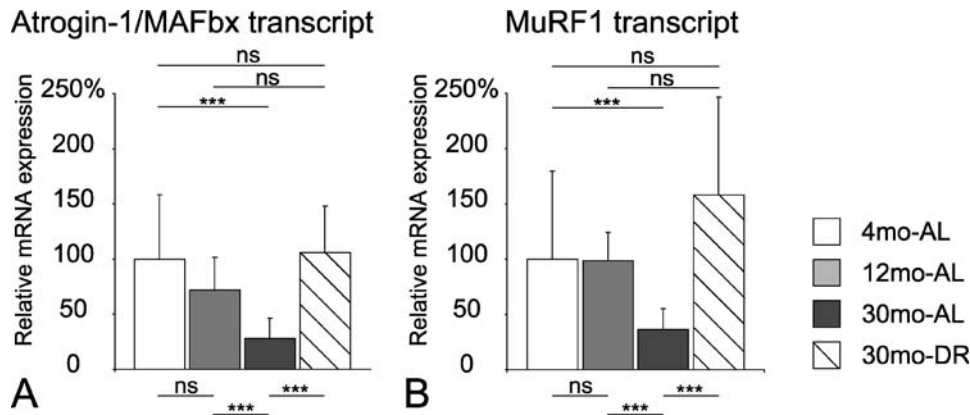 Atrogin-1/MAFbx transcript
ns
ns
***
250%
200
150
100
50
0
Relative mRNA expression
A
ns
***
***
MuRF1 transcript
ns
ns
***
250%
200
150
100
50
0
Relative mRNA expression
B
ns
***
***
4mo-AL
12mo-AL
30mo-AL
30mo-DR